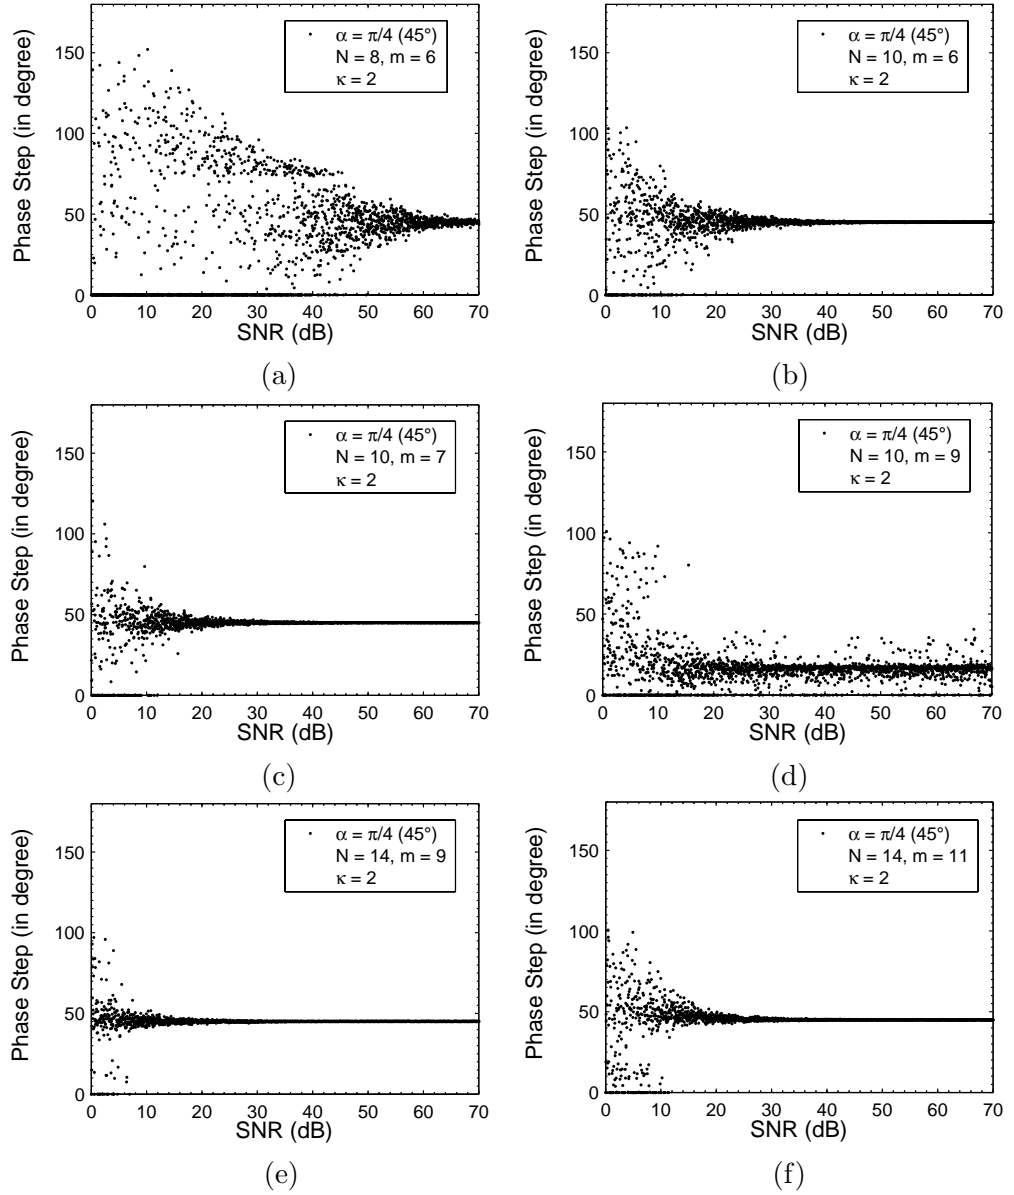 Phase Step (in degree)
150
100
50
0
α = π/4 (45°)
N = 8, m = 6
κ = 2
0 10 20 30 40 50 60 70
SNR (dB)
(a)
Phase Step (in degree)
150
100
50
0
α = π/4 (45°)
N = 10, m = 6
κ = 2
0 10 20 30 40 50 60 70
SNR (dB)
(b)
Phase Step (in degree)
150
100
50
0
α = π/4 (45°)
N = 10, m = 7
κ = 2
0 10 20 30 40 50 60 70
SNR (dB)
(c)
Phase Step (in degree)
150
100
50
0
α = π/4 (45°)
N = 10, m = 9
κ = 2
0 10 20 30 40 50 60 70
SNR (dB)
(d)
Phase Step (in degree)
150
100
50
0
α = π/4 (45°)
N = 14, m = 9
κ = 2
0 10 20 30 40 50 60 70
SNR (dB)
(e)
Phase Step (in degree)
150
100
50
0
α = π/4 (45°)
N = 14, m = 11
κ = 2
0 10 20 30 40 50 60 70
SNR (dB)
(f)